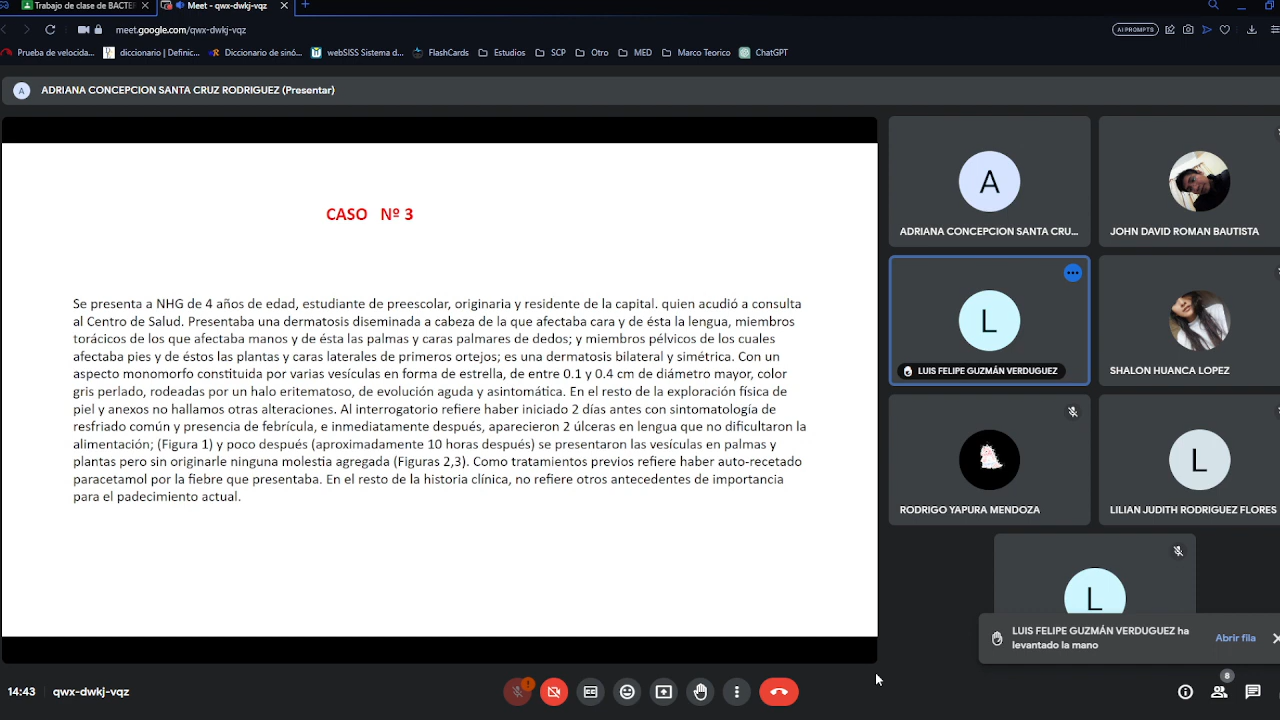 Trabajo de clase de BACTER
Meet - qwx-dwkj-vqz
meet.google.com/qwx-dwkj-vqz
AI PROMPTS
Prueba de velocida...
diccionario | Definic...
Diccionario de sinó...
webSISS Sistema d...
FlashCards
Estudios
SCP
Otro
MED
Marco Teorico
ChatGPT
A
ADRIANA CONCEPCION SANTA CRUZ RODRIGUEZ (Presentar)
CASO Nº 3
Se presenta a NHG de 4 años de edad, estudiante de preescolar, originaria y residente de la capital. quien acudió a consulta
al Centro de Salud. Presentaba una dermatosis diseminada a cabeza de la que afectaba cara y de ésta la lengua, miembros
torácicos de los que afectaba manos y de ésta las palmas y caras palmares de dedos; y miembros pélvicos de los cuales
afectaba pies y de éstos las plantas y caras laterales de primeros ortejos; es una dermatosis bilateral y simétrica. Con un
aspecto monomorfo constituida por varias vesículas en forma de estrella, de entre 0.1 y 0.4 cm de diámetro mayor, color
gris perlado, rodeadas por un halo eritematoso, de evolución aguda y asintomática. En el resto de la exploración física de
piel y anexos no hallamos otras alteraciones. Al interrogatorio refiere haber iniciado 2 días antes con sintomatología de
resfriado común y presencia de febrícula, e inmediatamente después, aparecieron 2 úlceras en lengua que no dificultaron la
alimentación; (Figura 1) y poco después (aproximadamente 10 horas después) se presentaron las vesículas en palmas y
plantas pero sin originarle ninguna molestia agregada (Figuras 2,3). Como tratamientos previos refiere haber auto-recetado
paracetamol por la fiebre que presentaba. En el resto de la historia clínica, no refiere otros antecedentes de importancia
para el padecimiento actual.
A
ADRIANA CONCEPCION SANTA CRU...
JOHN DAVID ROMAN BAUTISTA
L
LUIS FELIPE GUZMÁN VERDUGUEZ
SHALON HUANCA LOPEZ
RODRIGO YAPURA MENDOZA
L
LILIAN JUDITH RODRIGUEZ FLORES
L
LUIS FELIPE GUZMÁN VERDUGUEZ ha
levantado la mano
Abrir fila
14:43
qwx-dwkj-vqz
8